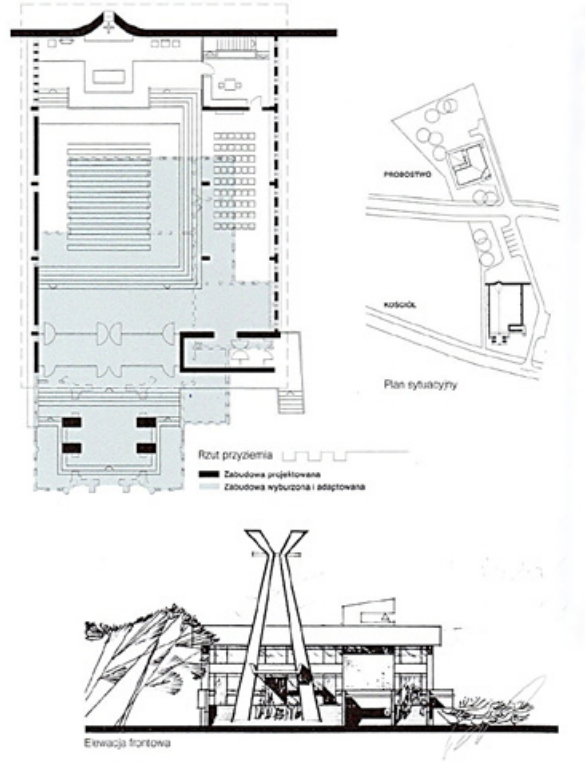 PROBOSTWO
KOŚCIÓŁ
Plan sytuacyjny
Rzut przyziemia
Zabudowa projektowana
Zabudowa wyburzona i adaptowana
Elewacja frontowa